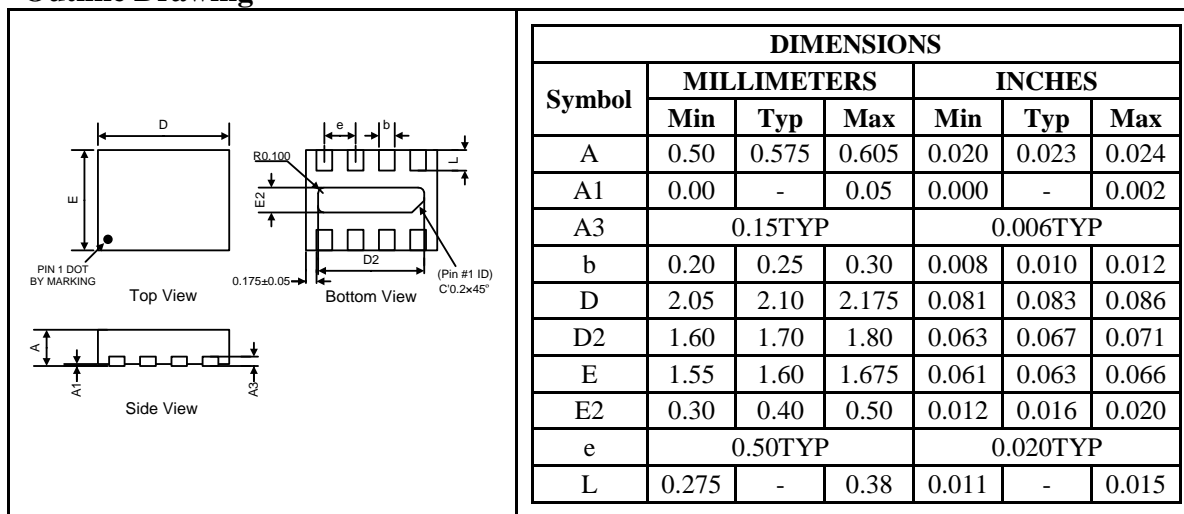 Outline Drawing
D
E
PIN 1 DOT
BY MARKING
Top View
e
b
R0.100
L
E2
D2
0.175±0.05
(Pin #1 ID)
C'0.2×45°
Bottom View
A
A1
A3
Side View
DIMENSIONS
Symbol MILLIMETERS INCHES
Min Typ Max Min Typ Max
A 0.50 0.575 0.605 0.020 0.023 0.024
A1 0.00 - 0.05 0.000 - 0.002
A3 0.15TYP 0.006TYP
b 0.20 0.25 0.30 0.008 0.010 0.012
D 2.05 2.10 2.175 0.081 0.083 0.086
D2 1.60 1.70 1.80 0.063 0.067 0.071
E 1.55 1.60 1.675 0.061 0.063 0.066
E2 0.30 0.40 0.50 0.012 0.016 0.020
e 0.50TYP 0.020TYP
L 0.275 - 0.38 0.011 - 0.015